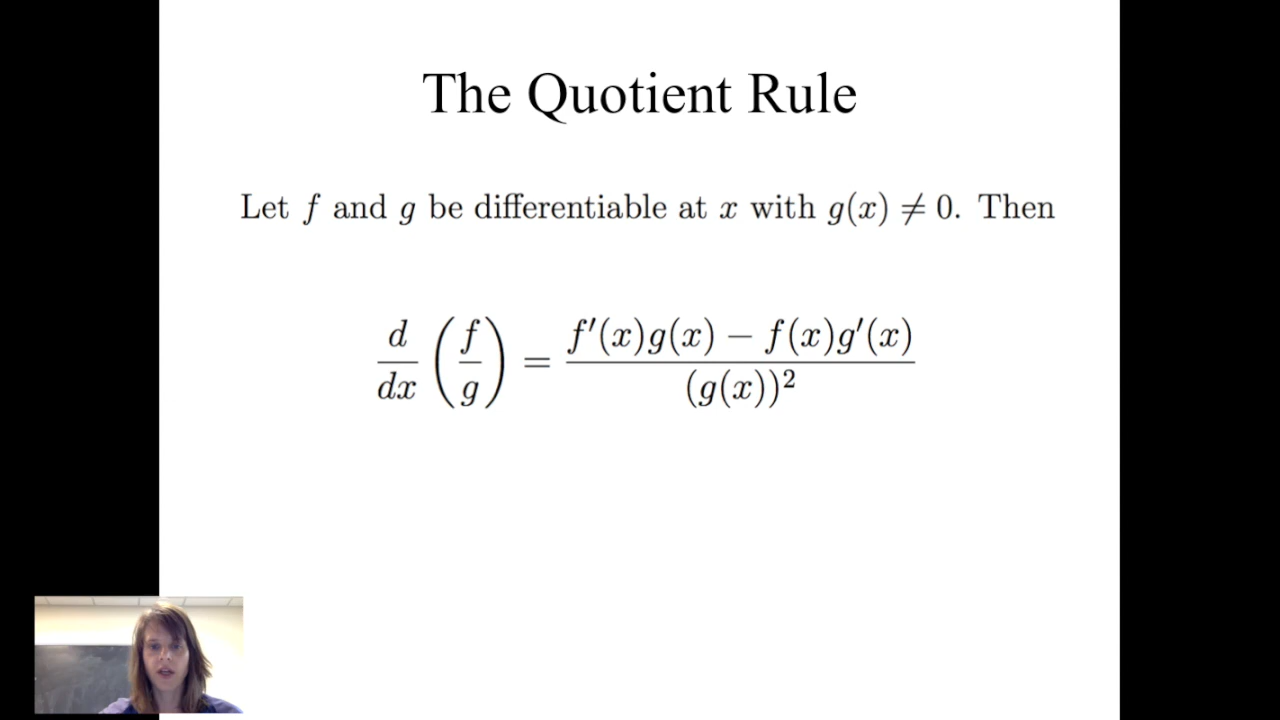 The Quotient Rule
Let f and g be differentiable at x with g(x) ≠ 0. Then
d/dx (f/g) = f′(x)g(x) − f(x)g′(x) / (g(x))²